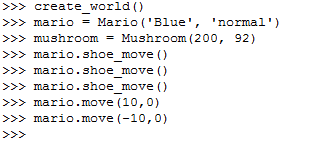 >>> create_world()
>>> mario = Mario('Blue', 'normal')
>>> mushroom = Mushroom(200, 92)
>>> mario.shoe_move()
>>> mario.shoe_move()
>>> mario.shoe_move()
>>> mario.move(10,0)
>>> mario.move(-10,0)
>>>